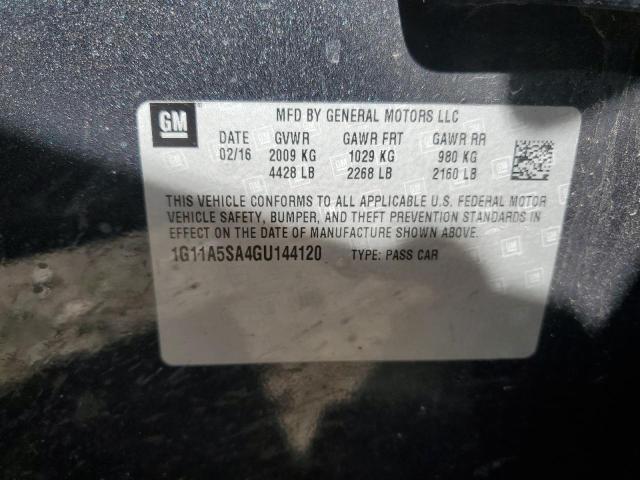 GM
MFD BY GENERAL MOTORS LLC
DATE GVWR GAWR FRT GAWR RR
02/16 2009 KG 1029 KG 980 KG
4428 LB 2268 LB 2160 LB
THIS VEHICLE CONFORMS TO ALL APPLICABLE U.S. FEDERAL MOTOR
VEHICLE SAFETY, BUMPER, AND THEFT PREVENTION STANDARDS IN
EFFECT ON THE DATE OF MANUFACTURE SHOWN ABOVE.
1G11A5SA4GU144120 TYPE: PASS CAR